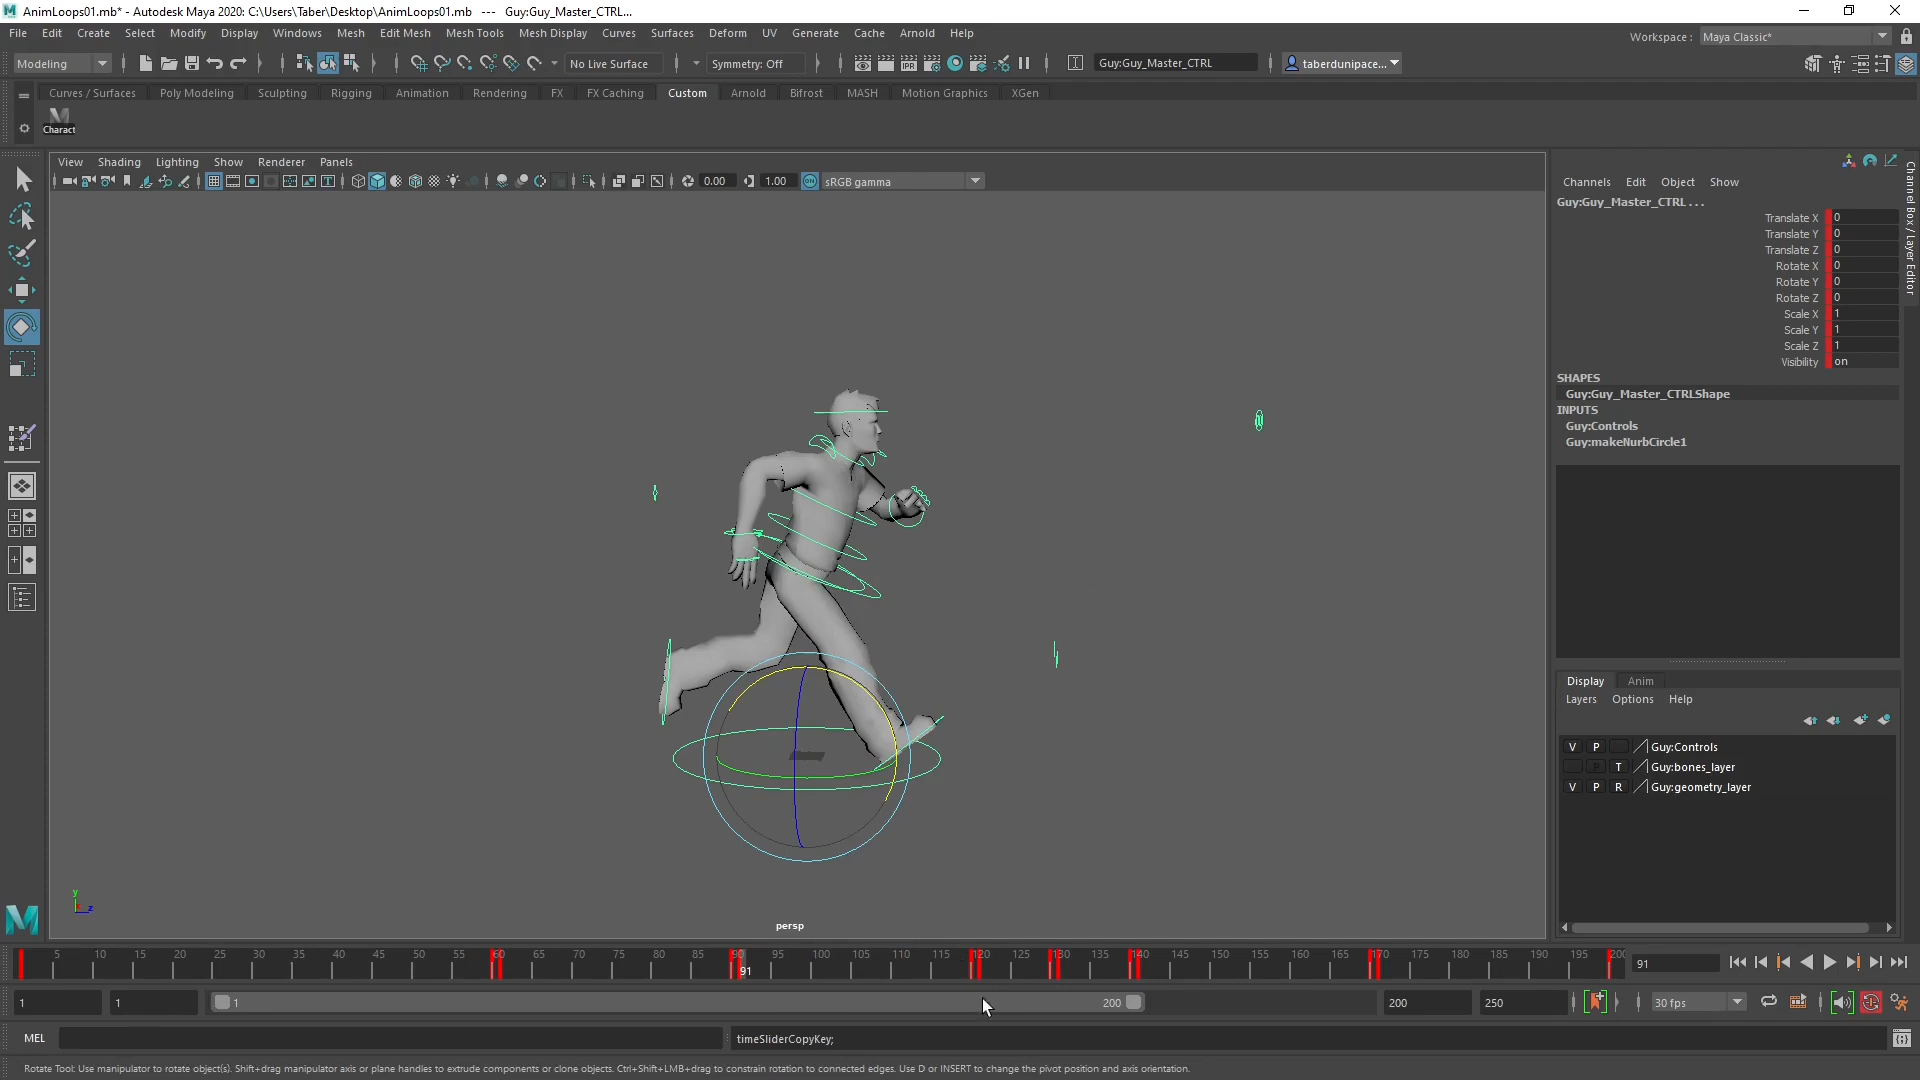 AnimLoops01.mb* - Autodesk Maya 2020: C:\Users\Taber\Desktop\AnimLoops01.mb   ---   Guy:Guy_Master_CTRL...
File Edit Create Select Modify Display Windows Mesh Edit Mesh Mesh Tools Mesh Display Curves Surfaces Deform UV Generate Cache Arnold Help
Workspace : Maya Classic*
Modeling No Live Surface Symmetry: Off Guy:Guy_Master_CTRL taberdunipace...
Curves / Surfaces Poly Modeling Sculpting Rigging Animation Rendering FX FX Caching Custom Arnold Bifrost MASH Motion Graphics XGen
Charact
View Shading Lighting Show Renderer Panels
0.00 1.00 ON sRGB gamma
Channels Edit Object Show
Guy:Guy_Master_CTRL . . .
Translate X 0
Translate Y 0
Translate Z 0
Rotate X 0
Rotate Y 0
Rotate Z 0
Scale X 1
Scale Y 1
Scale Z 1
Visibility on
SHAPES
Guy:Guy_Master_CTRLShape
INPUTS
Guy:Controls
Guy:makeNurbCircle1
Channel Box / Layer Editor
Display Anim
Layers Options Help
V P Guy:Controls
P T Guy:bones_layer
V P R Guy:geometry_layer
y
z
persp
5 10 15 20 25 30 35 40 45 50 55 60 65 70 75 80 85 90 95 100 105 110 115 120 125 130 135 140 145 150 155 160 165 170 175 180 185 190 195 200
91
91
1 1 1 200 200 250 30 fps
MEL timeSliderCopyKey;
Rotate Tool: Use manipulator to rotate object(s). Shift+drag manipulator axis or plane handles to extrude components or clone objects. Ctrl+Shift+LMB+drag to constrain rotation to connected edges. Use D or INSERT to change the pivot position and axis orientation.